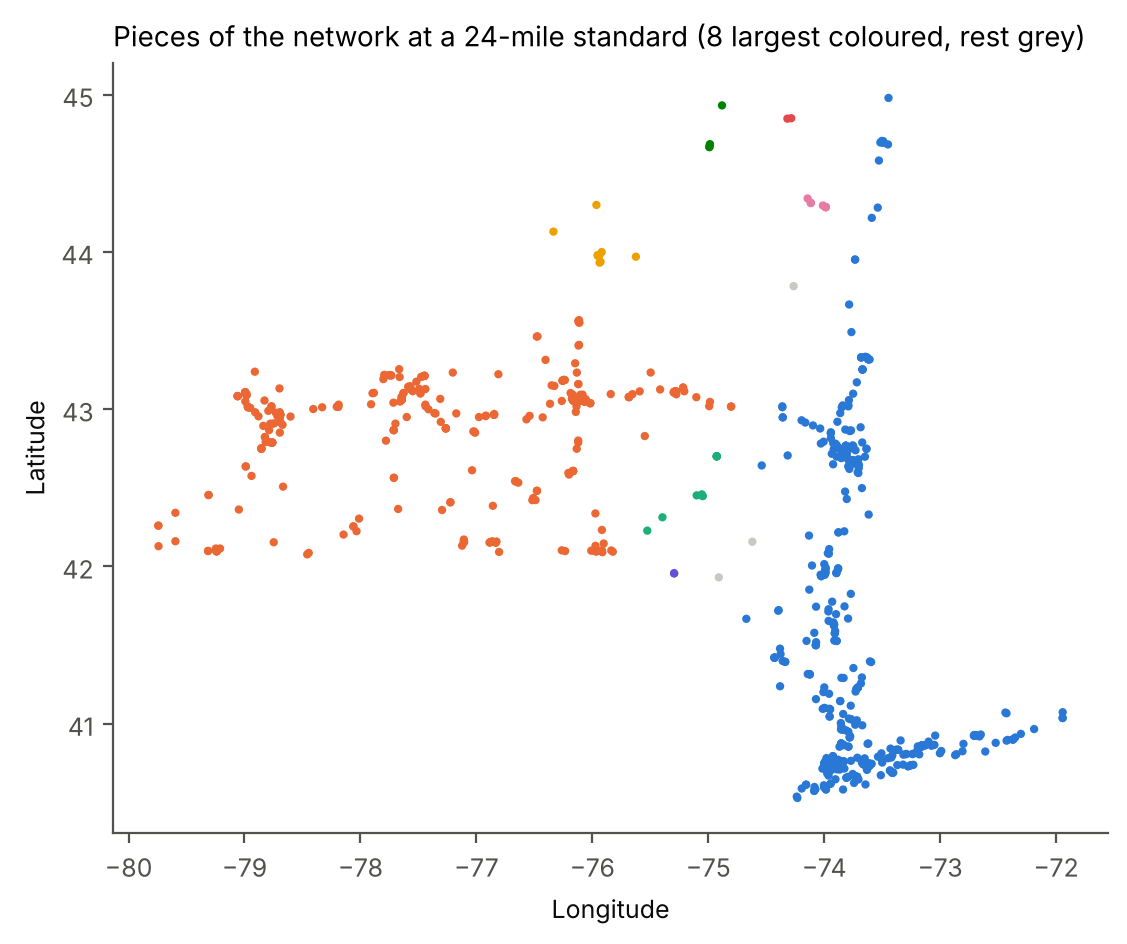 Pieces of the network at a 24-mile standard (8 largest coloured, rest grey)
45
44
43
42
41
Latitude
−80 −79 −78 −77 −76 −75 −74 −73 −72
Longitude